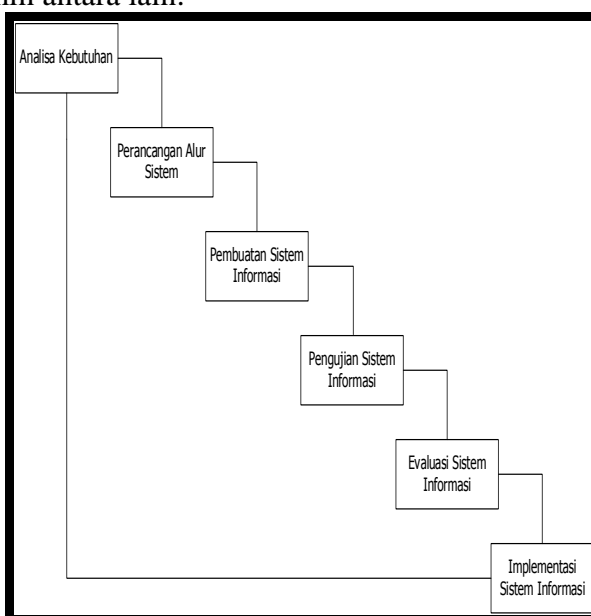 antara lain:
Analisa Kebutuhan
Perancangan Alur
Sistem
Pembuatan Sistem
Informasi
Pengujian Sistem
Informasi
Evaluasi Sistem
Informasi
Implementasi
Sistem Informasi